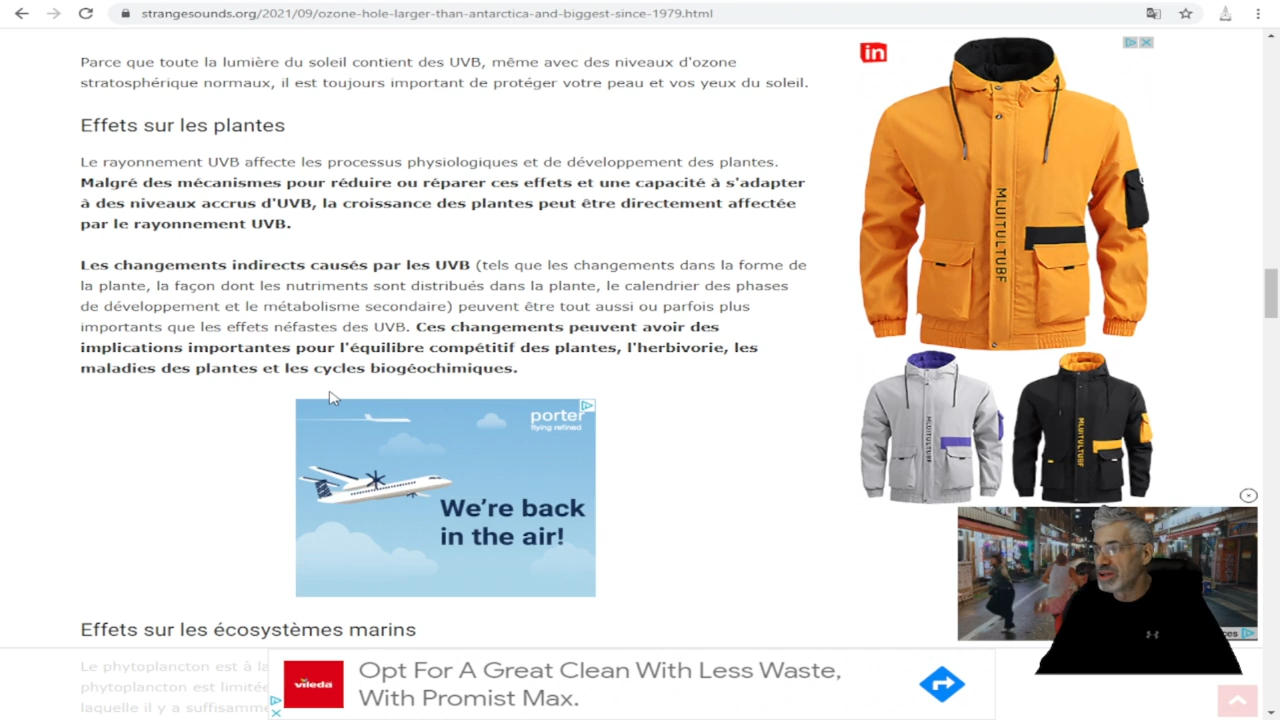 strangesounds.org/2021/09/ozone-hole-larger-than-antarctica-and-biggest-since-1979.html
Parce que toute la lumière du soleil contient des UVB, même avec des niveaux d'ozone
stratosphérique normaux, il est toujours important de protéger votre peau et vos yeux du soleil.
Effets sur les plantes
Le rayonnement UVB affecte les processus physiologiques et de développement des plantes.
Malgré des mécanismes pour réduire ou réparer ces effets et une capacité à s'adapter
à des niveaux accrus d'UVB, la croissance des plantes peut être directement affectée
par le rayonnement UVB.
Les changements indirects causés par les UVB (tels que les changements dans la forme de
la plante, la façon dont les nutriments sont distribués dans la plante, le calendrier des phases
de développement et le métabolisme secondaire) peuvent être tout aussi ou parfois plus
importants que les effets néfastes des UVB. Ces changements peuvent avoir des
implications importantes pour l'équilibre compétitif des plantes, l'herbivorie, les
maladies des plantes et les cycles biogéochimiques.
porter
flying refined
We're back
in the air!
Effets sur les écosystèmes marins
Le phytoplancton est à la
phytoplancton est limitée
laquelle il y a suffisamme
vileda
Opt For A Great Clean With Less Waste,
With Promist Max.
in
MLUITULTUBF
MLUITULTUBF
MLUITULTUBF